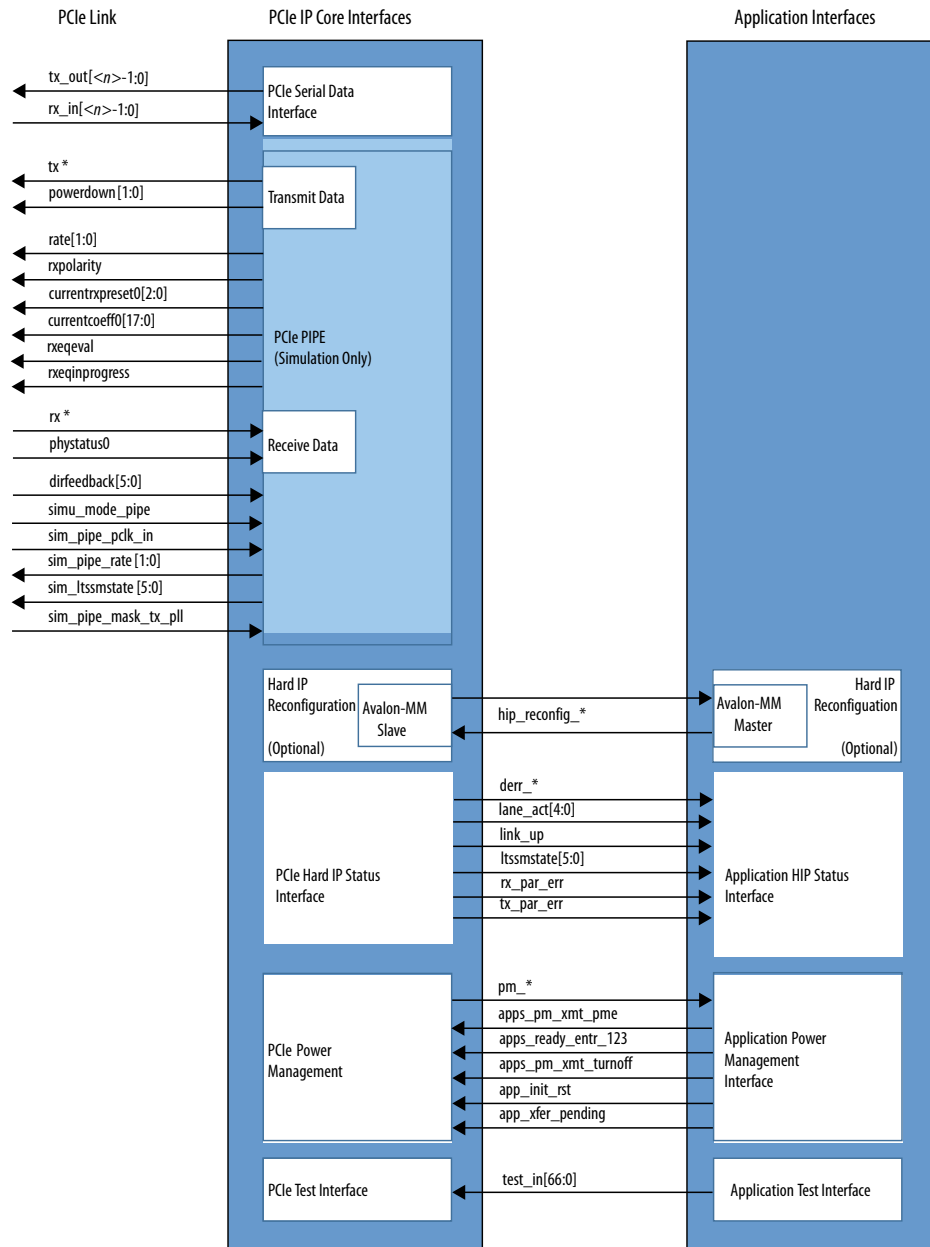 PCIe Link
PCIe IP Core Interfaces
Application Interfaces
tx_out[<n>-1:0]
rx_in[<n>-1:0]
PCIe Serial Data
Interface
tx *
powerdown [1:0]
Transmit Data
rate[1:0]
rxpolarity
currentrxpreset0[2:0]
currentcoeff0[17:0]
rxeqeval
rxeqinprogress
PCIe PIPE
(Simulation Only)
rx *
phystatus0
Receive Data
dirfeedback[5:0]
simu_mode_pipe
sim_pipe_pclk_in
sim_pipe_rate [1:0]
sim_ltssmstate [5:0]
sim_pipe_mask_tx_pll
Hard IP
Reconfiguration
(Optional)
Avalon-MM
Slave
hip_reconfig_*
Avalon-MM
Master
Hard IP
Reconfiguation
(Optional)
PCIe Hard IP Status
Interface
derr_*
lane_act[4:0]
link_up
ltssmstate[5:0]
rx_par_err
tx_par_err
Application HIP Status
Interface
PCIe Power
Management
pm_*
apps_pm_xmt_pme
apps_ready_entr_123
apps_pm_xmt_turnoff
app_init_rst
app_xfer_pending
Application Power
Management
Interface
PCIe Test Interface
test_in[66:0]
Application Test Interface